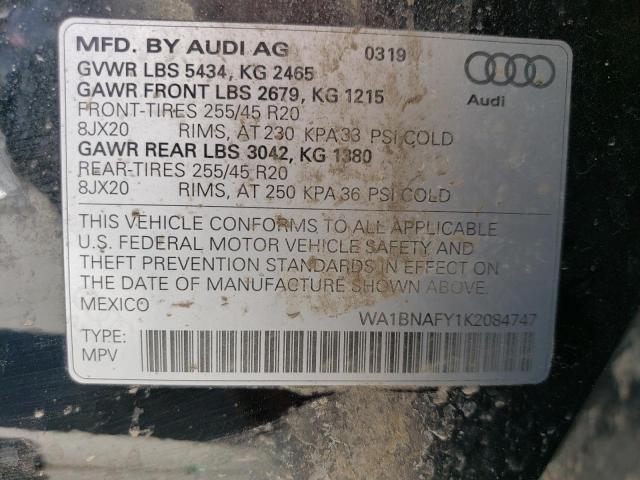 MFD. BY AUDI AG 0319
GVWR LBS 5434, KG 2465
GAWR FRONT LBS 2679, KG 1215
FRONT-TIRES 255/45 R20
8JX20 RIMS, AT 230 KPA 33 PSI COLD
GAWR REAR LBS 3042, KG 1380
REAR-TIRES 255/45 R20
8JX20 RIMS, AT 250 KPA 36 PSI COLD
Audi
THIS VEHICLE CONFORMS TO ALL APPLICABLE
U.S. FEDERAL MOTOR VEHICLE SAFETY AND
THEFT PREVENTION STANDARDS IN EFFECT ON
THE DATE OF MANUFACTURE SHOWN ABOVE.
MEXICO
WA1BNAFY1K2084747
TYPE:
MPV